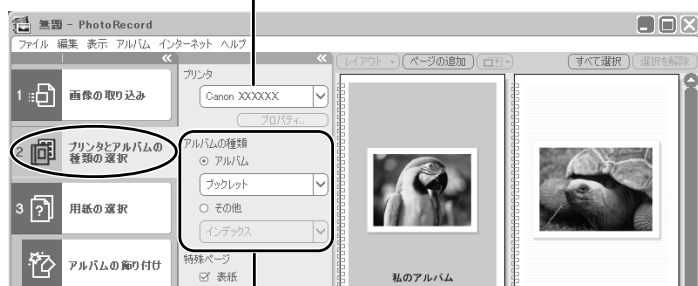 無題 - PhotoRecord
ファイル 編集 表示 アルバム インターネット ヘルプ
レイアウト ページの追加 すべて選択 選択を解除
プリンタ
1 画像の取り込み
Canon XXXXXX
プロパティ...
2 プリンタとアルバムの
種類の選択
アルバムの種類
アルバム
ブックレット
3 用紙の選択
その他
インデックス
アルバムの飾り付け
特殊ページ
表紙
私のアルバム